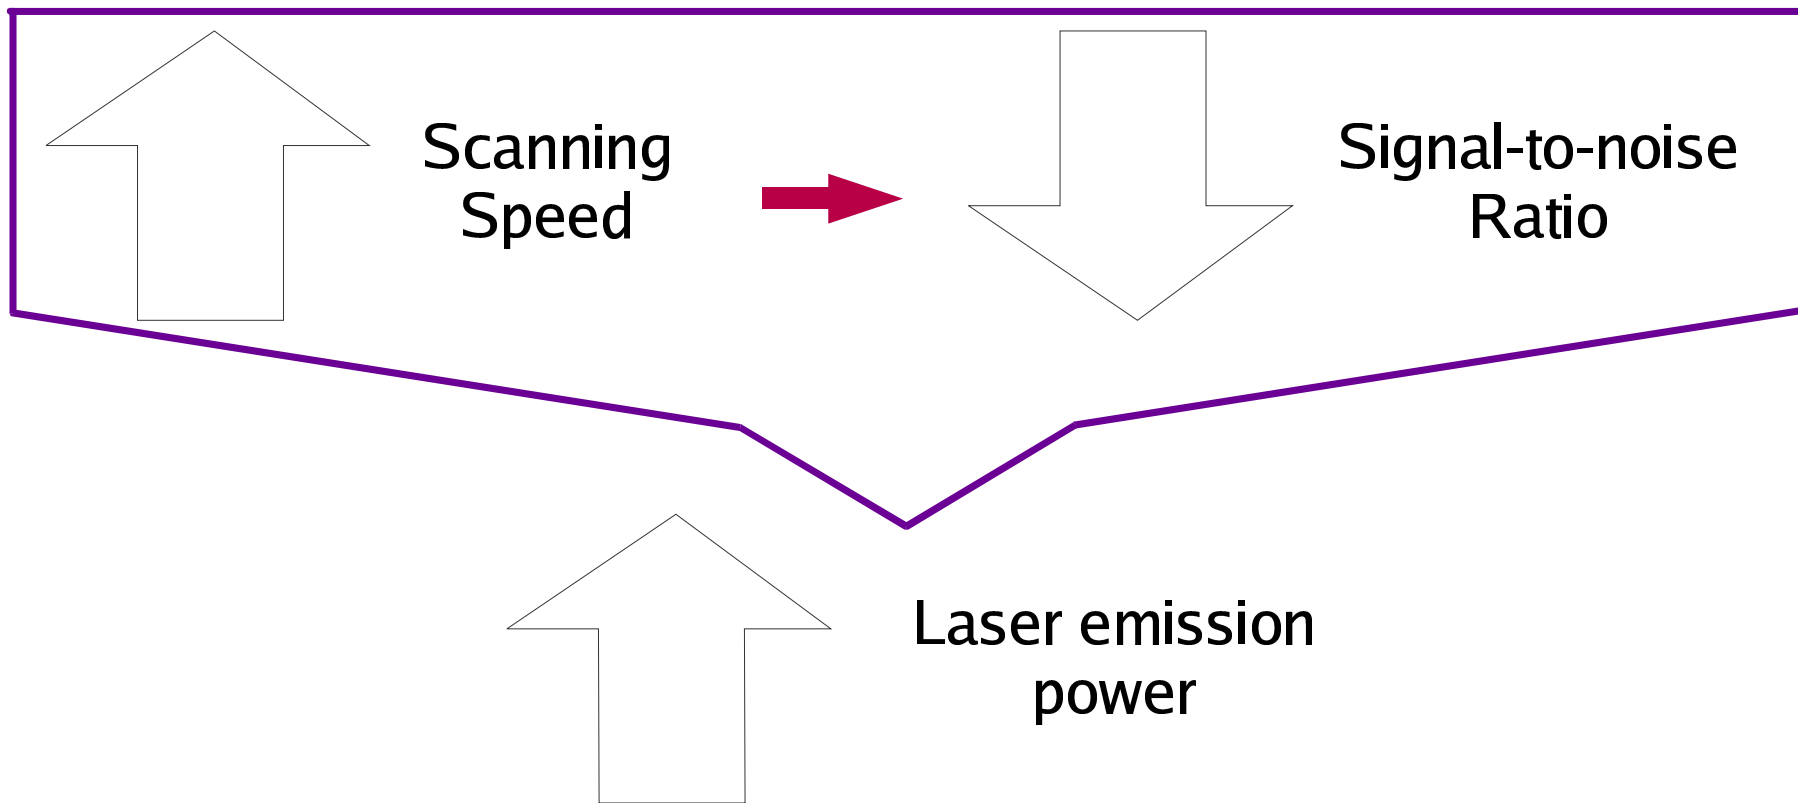 Scanning
Speed
Signal-to-noise
Ratio
Laser emission
power